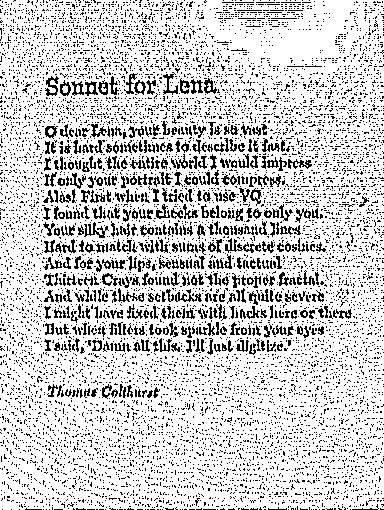 Sonnet for Lena
O dear Lena, your beauty is so vast
It is hard sometimes to describe it fast.
I thought the entire world I would impress
If only your portrait I could compress.
Alas! First when I tried to use VQ
I found that your cheeks belong to only you.
Your silky hair contains a thousand lines
Hard to match with sums of discrete cosines.
And for your lips, sensual and tactual
Thirteen Crays found not the proper fractal.
And while these setbacks are all quite severe
I might have fixed them with hacks here or there
But when filters took sparkle from your eyes
I said, 'Damn all this. I'll just digitize.'
Thomas Colthurst